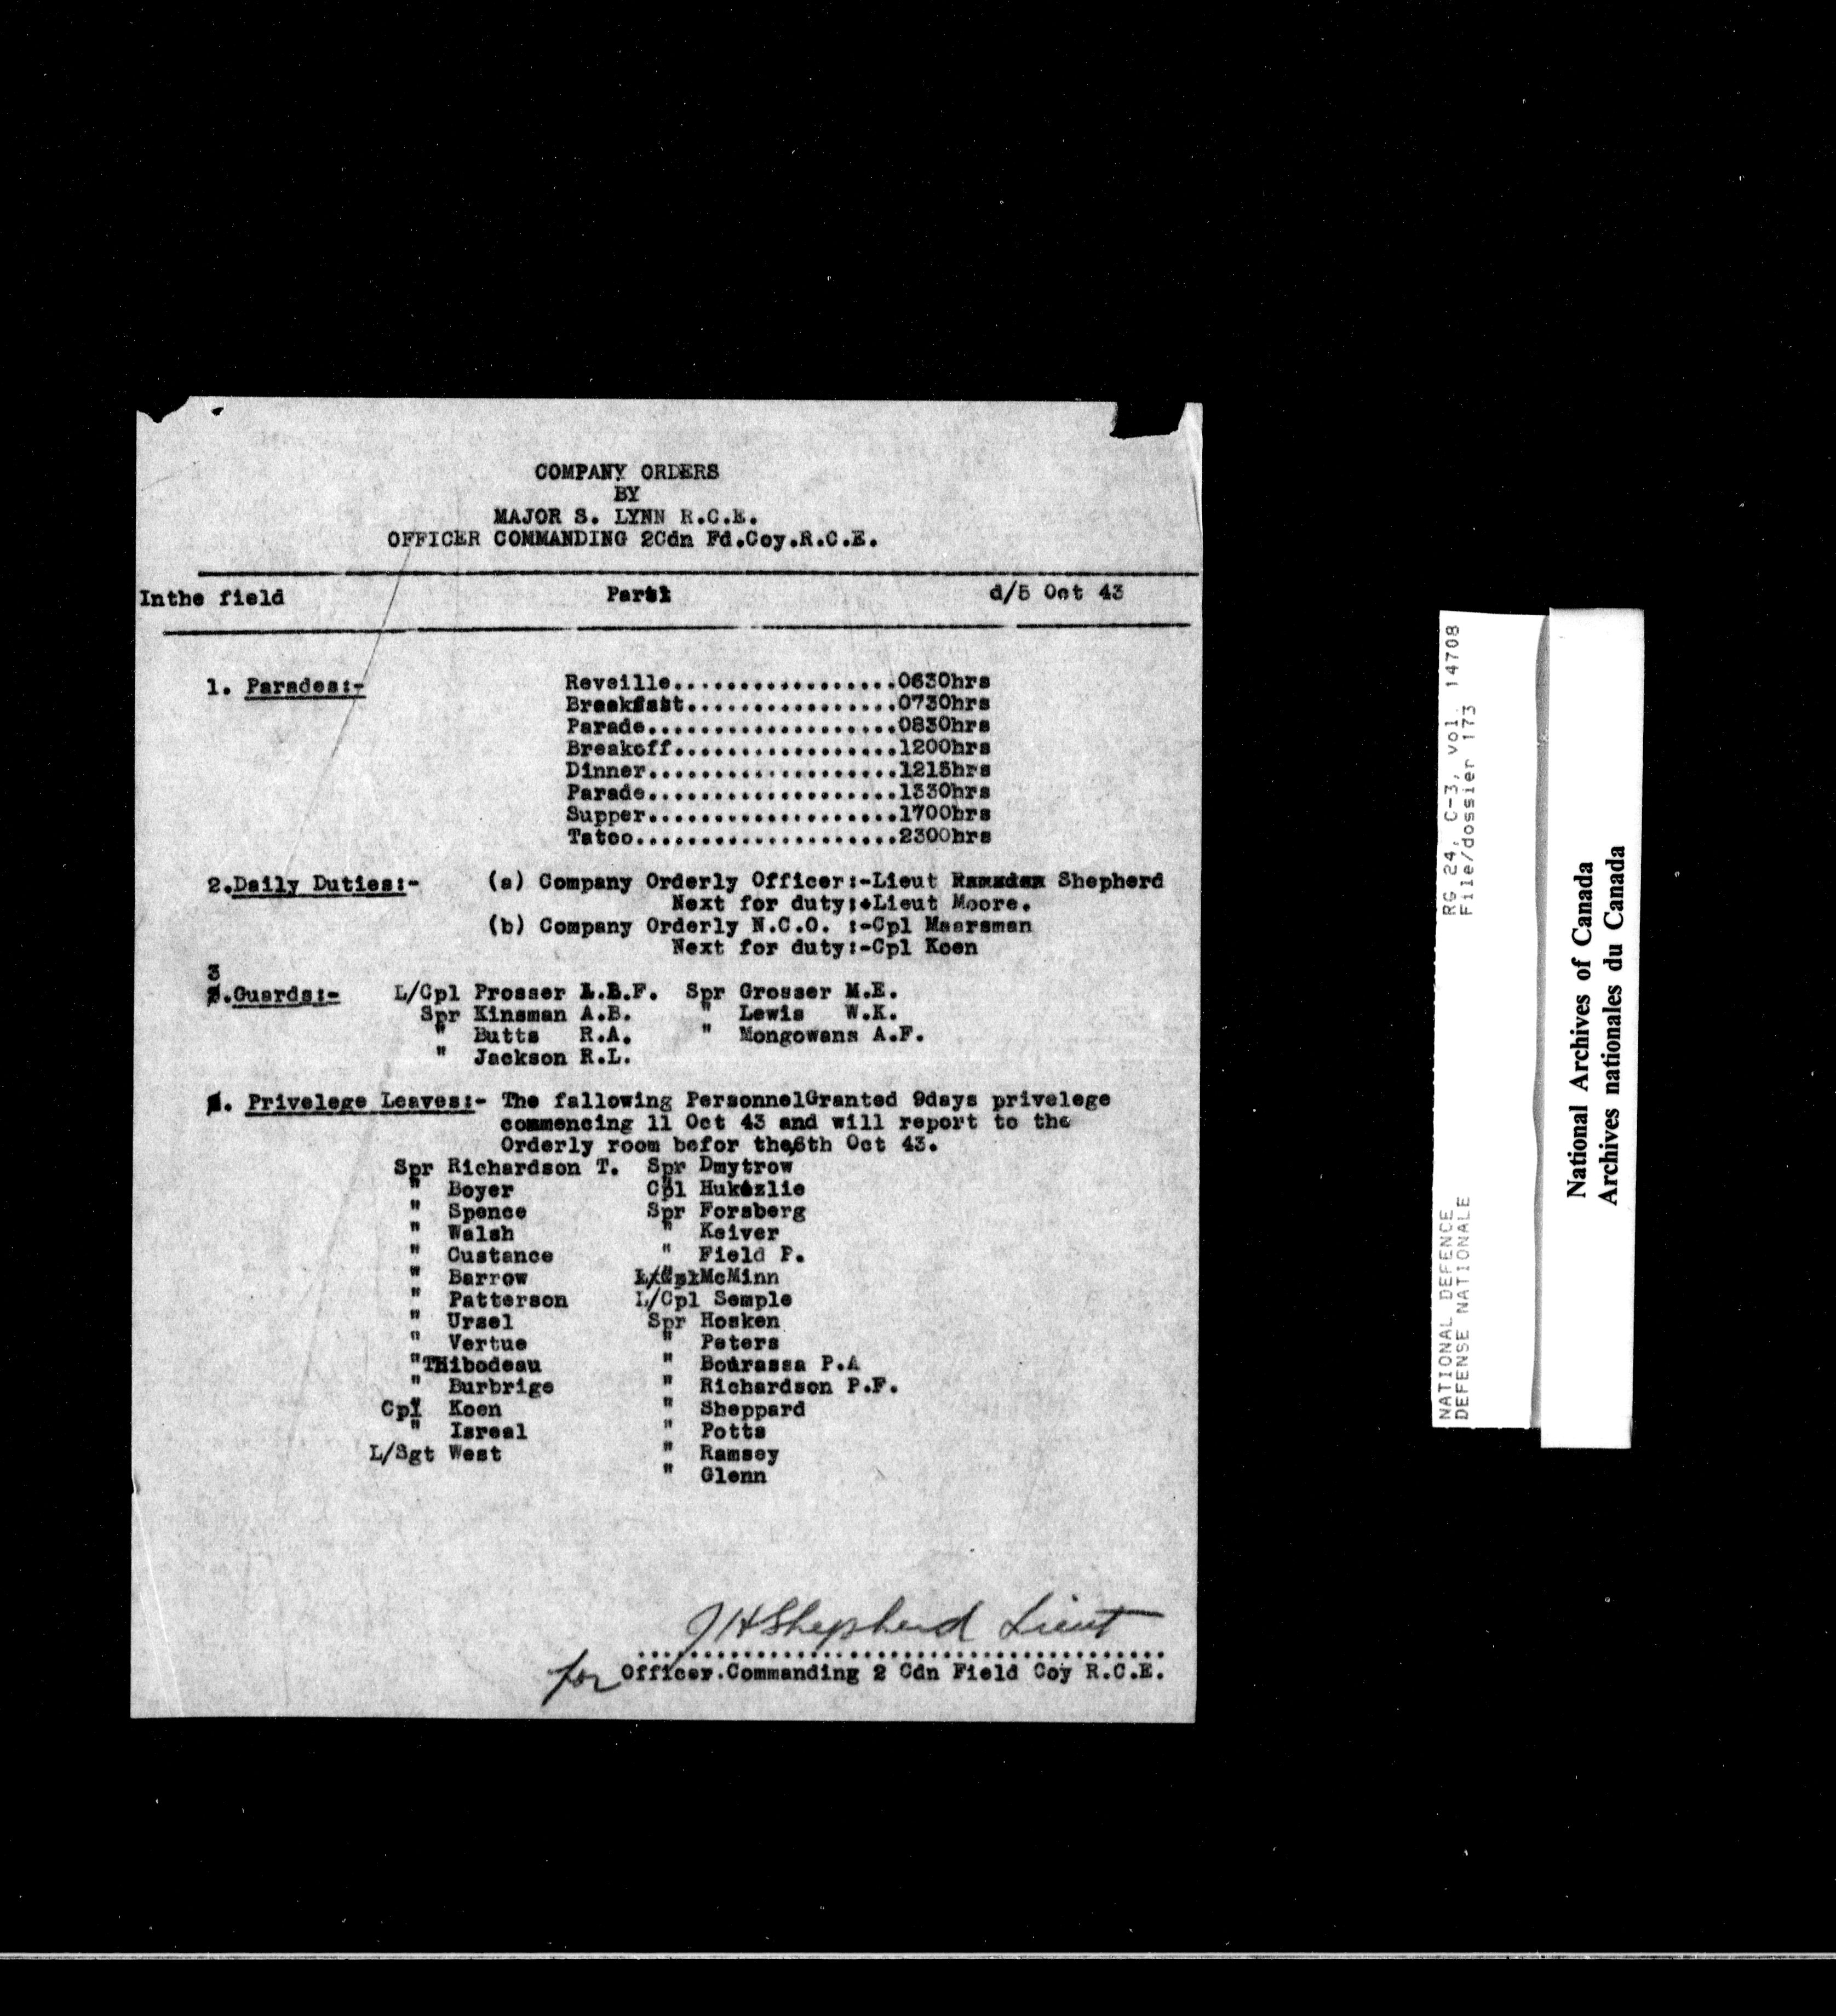 COMPANY ORDERS
BY
MAJOR S. LYNN R.C.E.
OFFICER COMMANDING 2Cdn Fd.Coy.R.C.E.
Inthe field Part1 d/5 Oct 43
1. Parades:- Reveille.................0630hrs
Breakfast................0730hrs
Parade...................0830hrs
Breakoff.................1200hrs
Dinner...................1215hrs
Parade...................1330hrs
Supper...................1700hrs
Tatoo....................2300hrs
2.Daily Duties:- (a) Company Orderly Officer:-Lieut Shepherd
Next for duty:-Lieut Moore.
(b) Company Orderly N.C.O. :-Cpl Maarsman
Next for duty:-Cpl Koen
3
.Guards:- L/Cpl Prosser L.B.F. Spr Grosser M.E.
Spr Kinsman A.B. " Lewis W.K.
" Butts R.A. " Mongowans A.F.
" Jackson R.L.
. Privelege Leaves:- The fallowing PersonnelGranted 9days privelege
commencing 11 Oct 43 and will report to the
Orderly room befor the6th Oct 43.
Spr Richardson T. Spr Dmytrow
" Boyer Cpl Hukezlie
" Spence Spr Forsberg
" Walsh " Keiver
" Custance " Field P.
" Barrow " McMinn
" Patterson L/Cpl Semple
" Ursel Spr Hosken
" Vertue " Peters
"THibodeau " Bourassa P.A
" Burbrige " Richardson P.F.
Cpl Koen " Sheppard
" Isreal " Potts
L/Sgt West " Ramsey
" Glenn
J H Shepherd Lieut
for Officer.Commanding 2 Cdn Field Coy R.C.E.
NATIONAL DEFENCE RG 24, C-3, vol. 14708
DEFENSE NATIONALE File/dossier 173
National Archives of Canada
Archives nationales du Canada